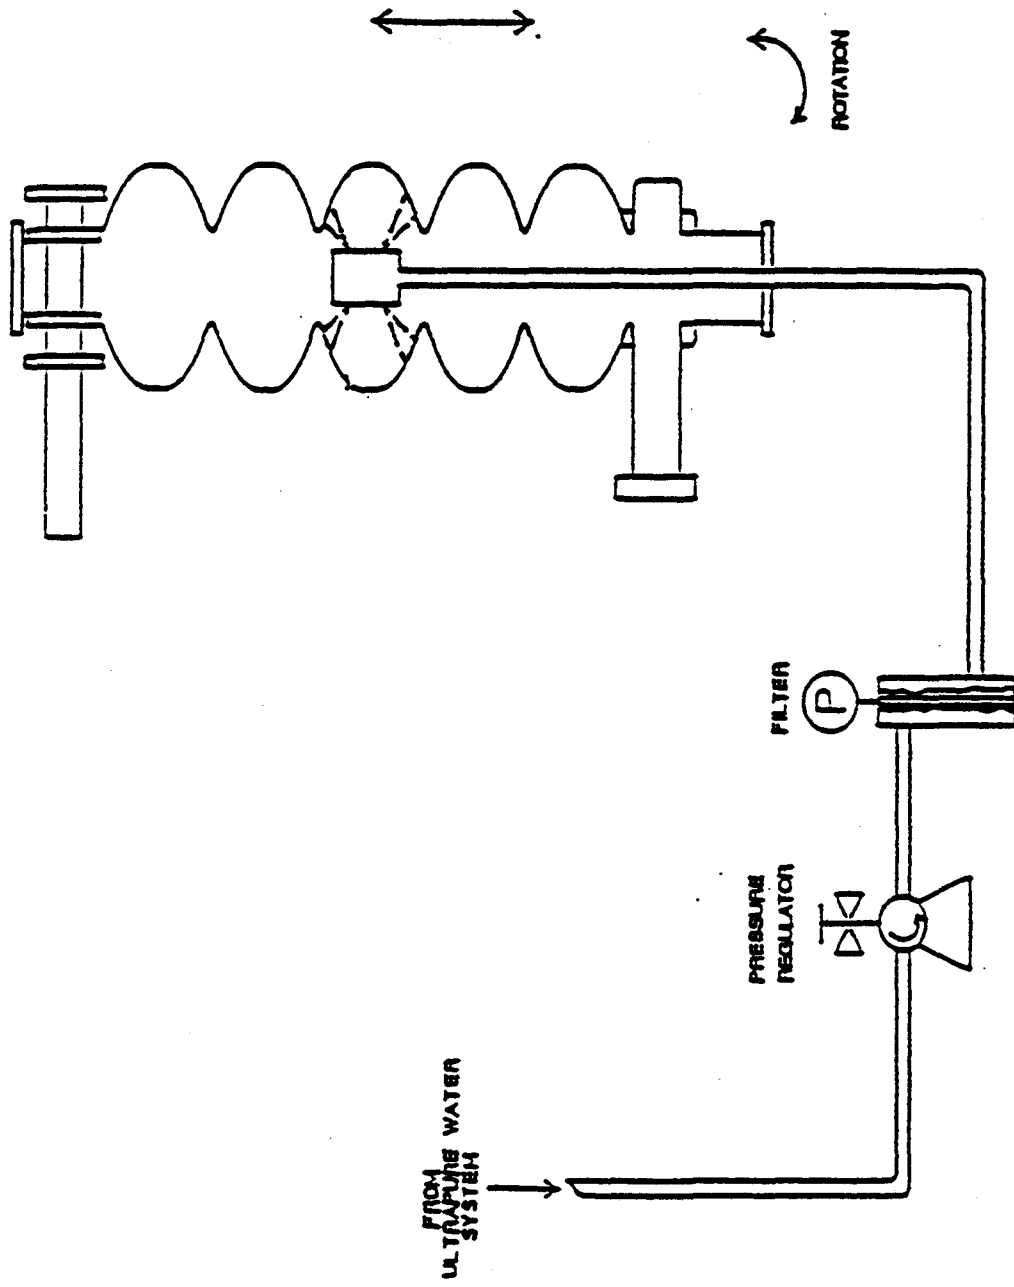 FROM
ULTRAPURE WATER
SYSTEM
PRESSURE
REGULATOR
FILTER
P
ROTATION